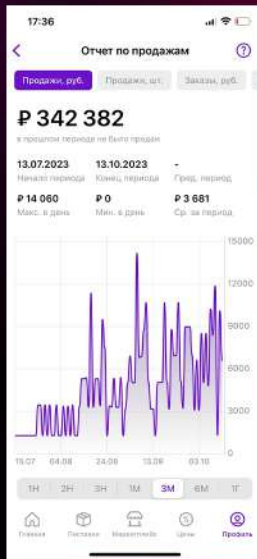 17:36
Отчет по продажам
Продажи, руб. Продажи, шт. Заказы, руб.
₽ 342 382
в прошлом периоде не было продаж
13.07.2023 13.10.2023 -
Начало периода Конец периода Пред. период
₽ 14 060 ₽ 0 ₽ 3 681
Макс. в день Мин. в день Ср. за период
15000
12000
9000
6000
3000
0
15.07 04.08 24.08 13.09 03.10
1Н 2Н 3Н 1М 3М 6М 1Г
Главная Поставки Маркетплейс Цены Профиль